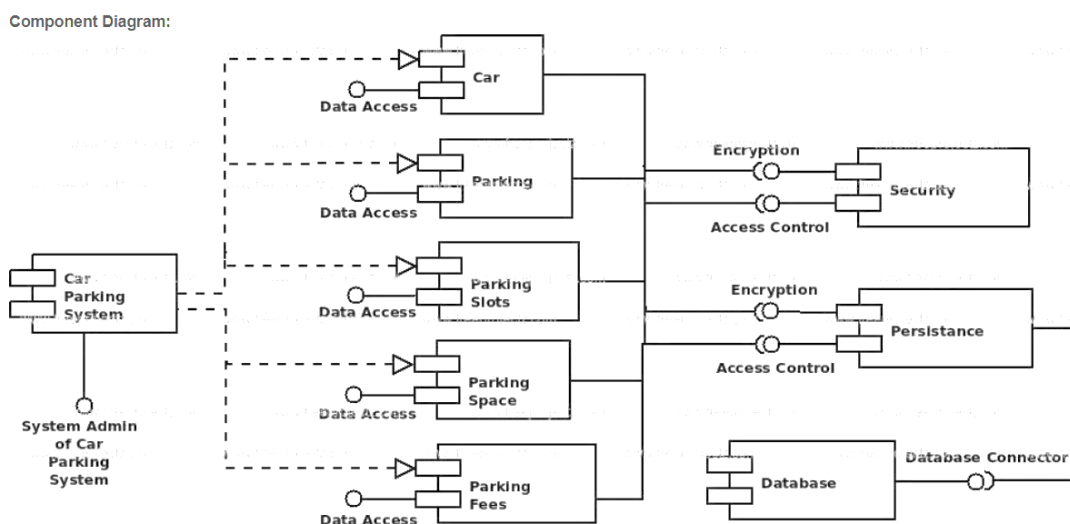 Component Diagram:
Car
Data Access
Parking
Data Access
Parking
Slots
Data Access
Parking
Space
Data Access
Parking
Fees
Data Access
Car
Parking
System
System Admin
of Car
Parking
System
Encryption
Security
Access Control
Encryption
Persistance
Access Control
Database
Database Connector